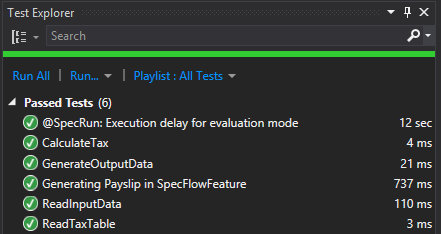 Test Explorer
Search
Run All | Run... | Playlist : All Tests
Passed Tests (6)
@SpecRun: Execution delay for evaluation mode 12 sec
CalculateTax 4 ms
GenerateOutputData 21 ms
Generating Payslip in SpecFlowFeature 737 ms
ReadInputData 110 ms
ReadTaxTable 3 ms